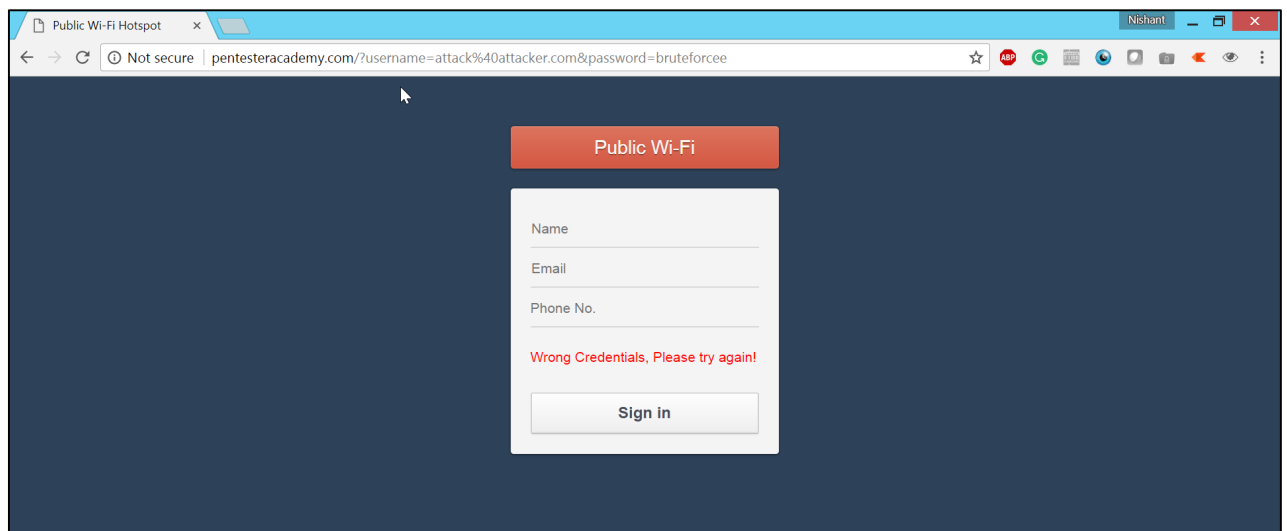 Public Wi-Fi Hotspot
Nishant
Not secure pentesteracademy.com/?username=attack%40attacker.com&password=bruteforcee
ABP
G
Public Wi-Fi
Name
Email
Phone No.
Wrong Credentials, Please try again!
Sign in